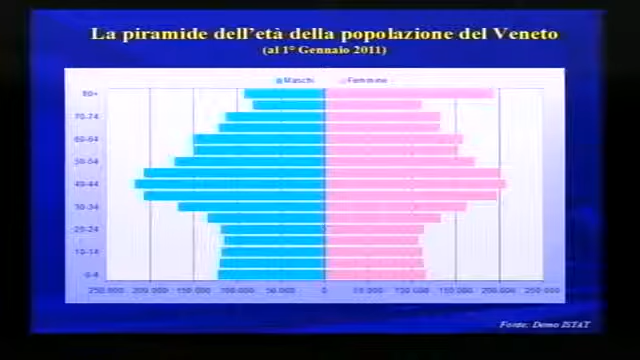 La piramide dell'età della popolazione del Veneto
(al 1° Gennaio 2011)
Maschi Femmine
80+
70-74
60-64
50-54
40-44
30-34
20-24
10-14
0-4
250.000 200.000 150.000 100.000 50.000 0 50.000 100.000 150.000 200.000 250.000
Fonte: Demo ISTAT